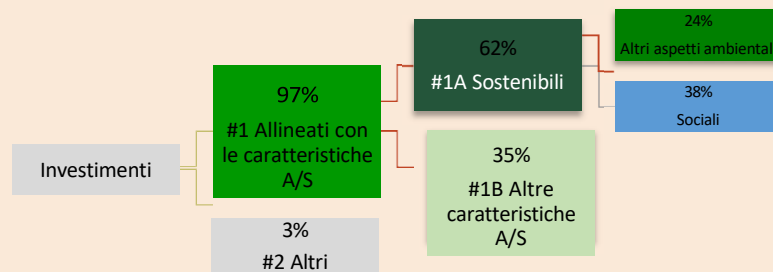 Investimenti
97%
#1 Allineati con
le caratteristiche
A/S
3%
#2 Altri
62%
#1A Sostenibili
35%
#1B Altre
caratteristiche
A/S
24%
Altri aspetti ambiental
38%
Sociali